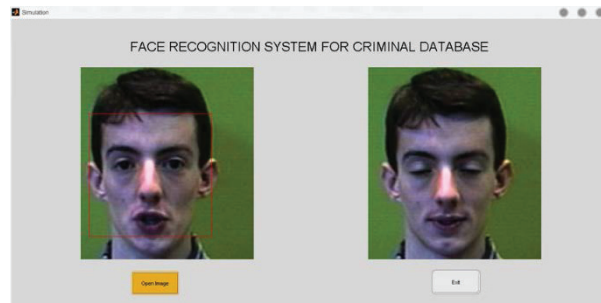 Simulation
FACE RECOGNITION SYSTEM FOR CRIMINAL DATABASE
Open Image
Exit